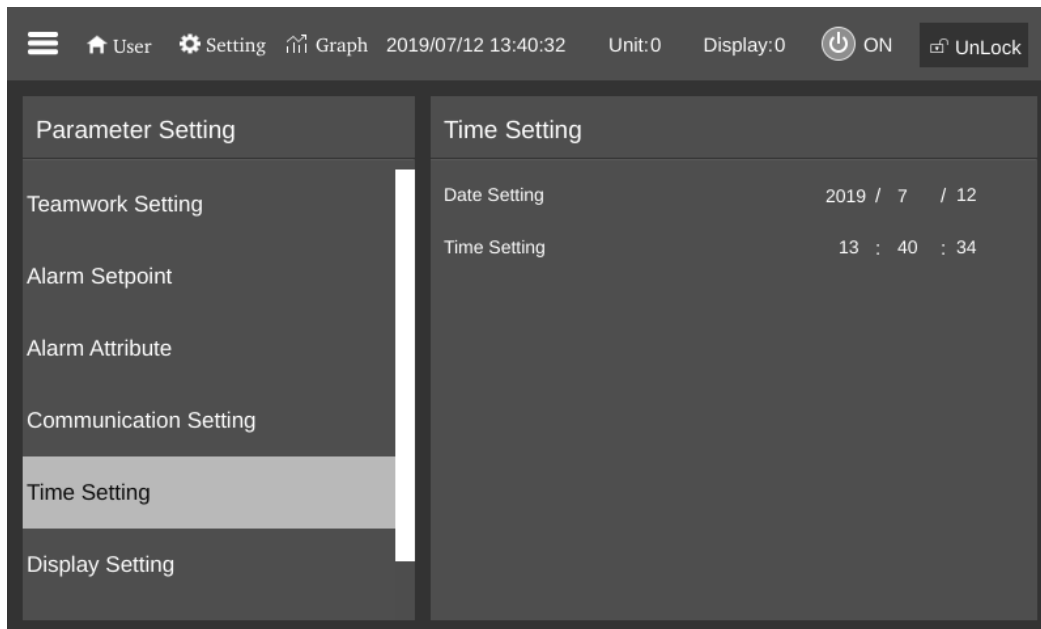 User Setting Graph 2019/07/12 13:40:32 Unit:0 Display:0 ON UnLock
Parameter Setting
Teamwork Setting
Alarm Setpoint
Alarm Attribute
Communication Setting
Time Setting
Display Setting
Time Setting
Date Setting 2019 / 7 / 12
Time Setting 13 : 40 : 34